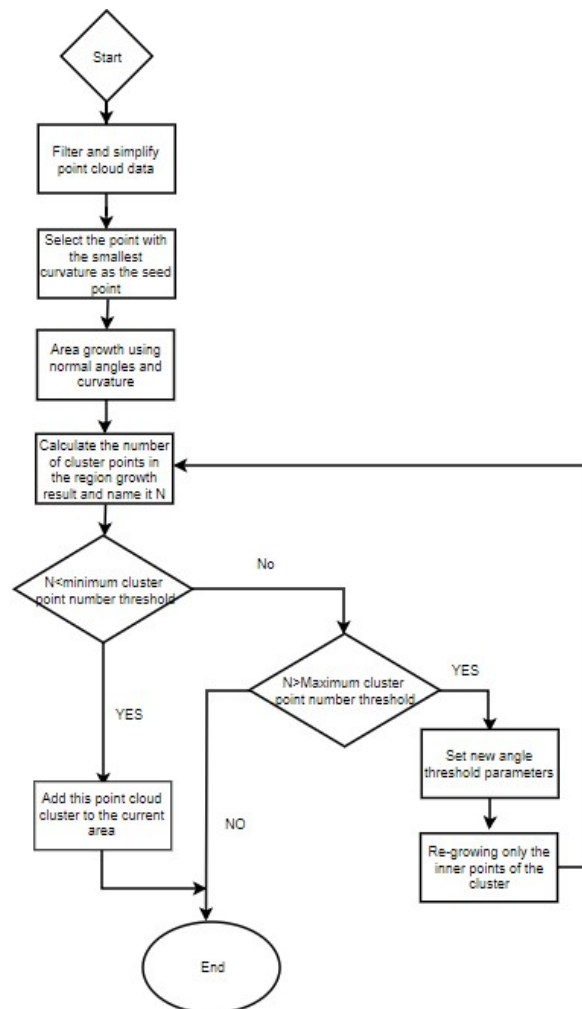 Start
Filter and simplify
point cloud data
Select the point with
the smallest
curvature as the seed
point
Area growth using
normal angles and
curvature
Calculate the number
of cluster points in
the region growth
result and name it N
N<minimum cluster
point number threshold
No
N>Maximum cluster
point number threshold
YES
YES
Set new angle
threshold parameters
Add this point cloud
cluster to the current
area
NO
Re-growing only the
inner points of the
cluster
End